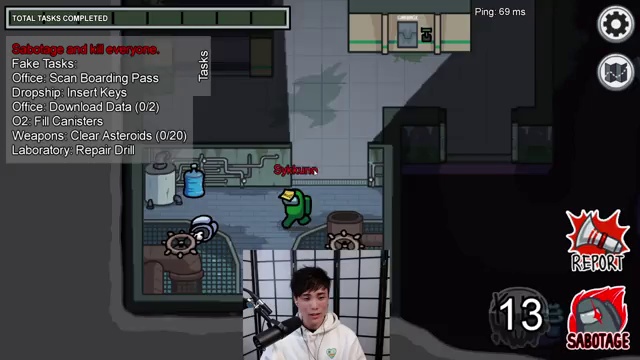 TOTAL TASKS COMPLETED
Ping: 69 ms
Sabotage and kill everyone.
Fake Tasks:
Office: Scan Boarding Pass
Dropship: Insert Keys
Office: Download Data (0/2)
O2: Fill Canisters
Weapons: Clear Asteroids (0/20)
Laboratory: Repair Drill
Tasks
Sykkuno
REPORT
13
SABOTAGE